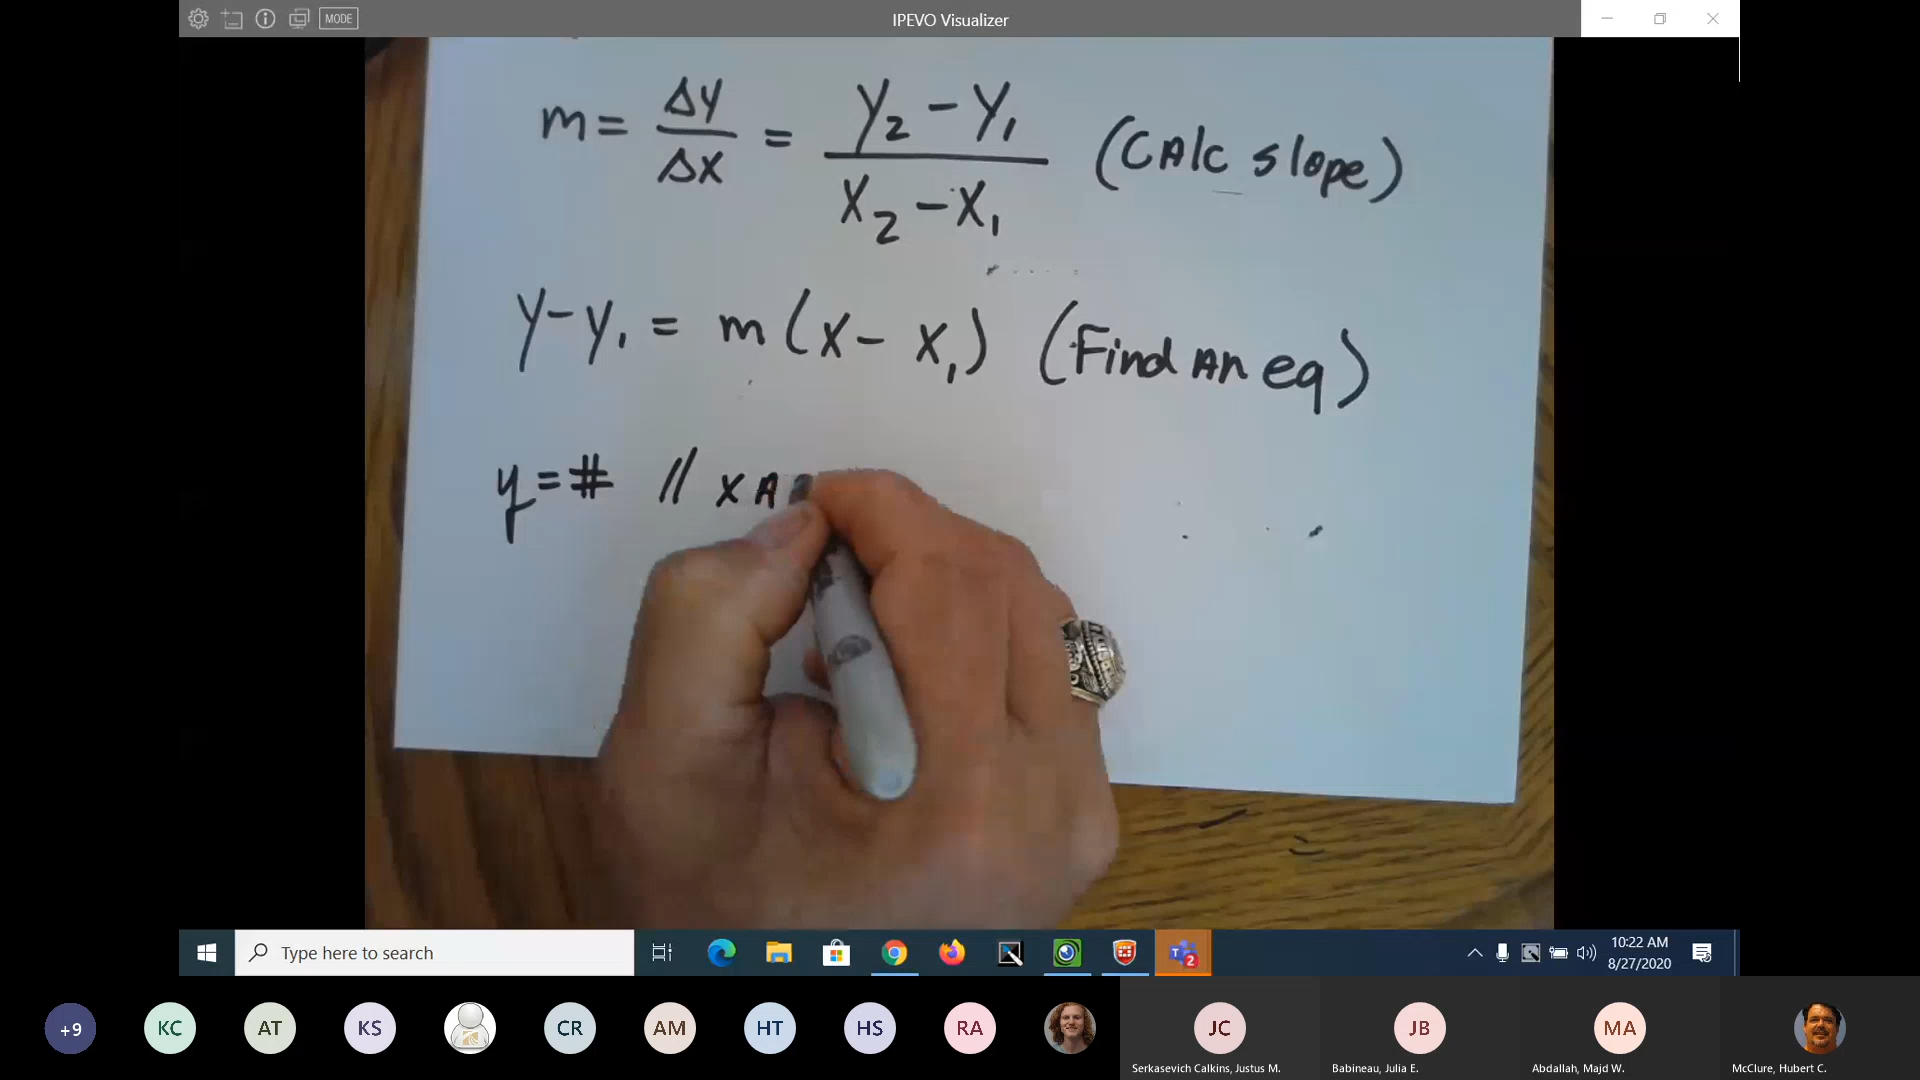 MODE
IPEVO Visualizer
m = ΔY/ΔX = Y₂ - Y₁ / X₂ - X₁ (CAlc slope)
y - y₁ = m(x - x₁) (Find An eq)
y = # // X A
Type here to search
2
10:22 AM
8/27/2020
+9 KC AT KS CR AM HT HS RA JC JB MA
Serkasevich Calkins, Justus M. Babineau, Julia E. Abdallah, Majd W. McClure, Hubert C.